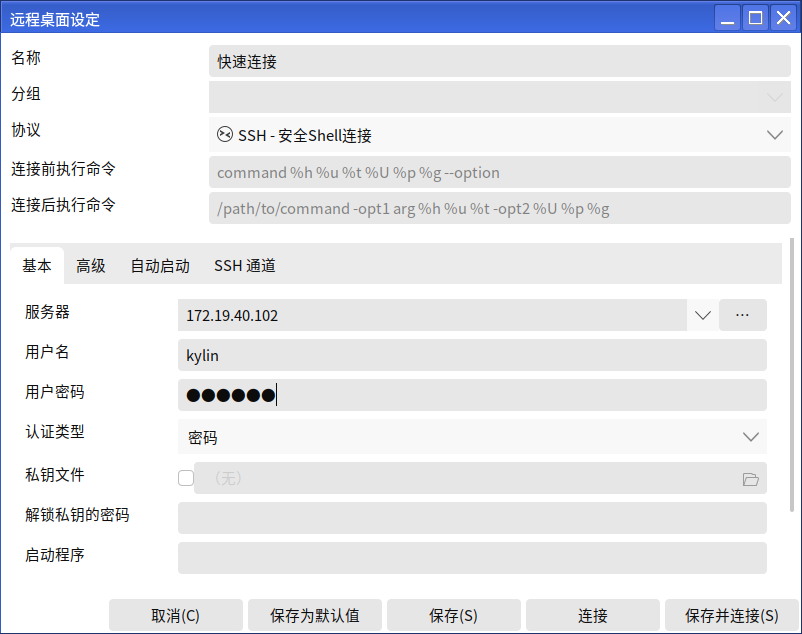 远程桌面设定
名称 快速连接
分组
协议 SSH - 安全Shell连接
连接前执行命令 command %h %u %t %U %p %g --option
连接后执行命令 /path/to/command -opt1 arg %h %u %t -opt2 %U %p %g
基本 高级 自动启动 SSH 通道
服务器 172.19.40.102 ...
用户名 kylin
用户密码 ●●●●●●
认证类型 密码
私钥文件 （无）
解锁私钥的密码
启动程序
取消(C) 保存为默认值 保存(S) 连接 保存并连接(S)